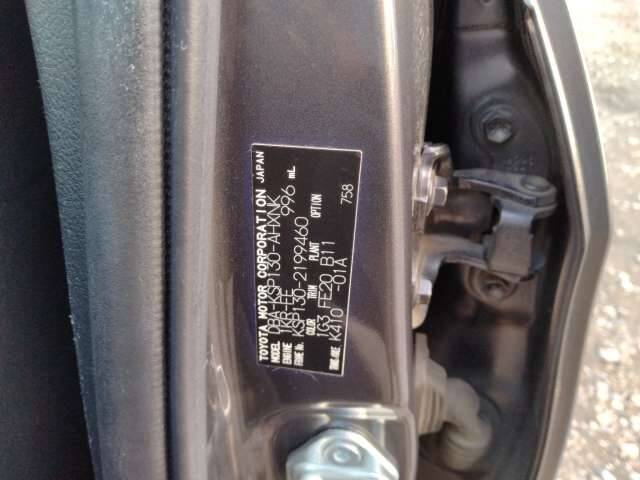 TOYOTA MOTOR CORPORATION JAPAN
MODEL DBA-KSP130-AHXNK
ENGINE 1KR-FE 996 mL
FRAME No. KSP130-2199460
COLOR TRIM PLANT OPTION
1G3 FE20 B11
TRANS./AXLE K410 -01A 758